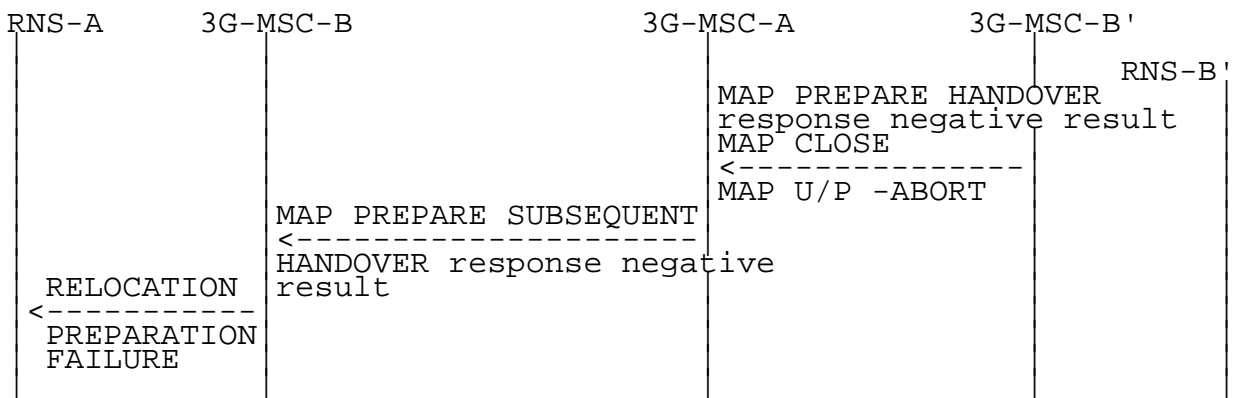 RNS-A 3G-MSC-B 3G-MSC-A 3G-MSC-B'
RNS-B'
MAP PREPARE HANDOVER
response negative result
MAP CLOSE
<---------------
MAP U/P -ABORT
MAP PREPARE SUBSEQUENT
<---------------------
HANDOVER response negative
result
RELOCATION
<-----------
PREPARATION
FAILURE